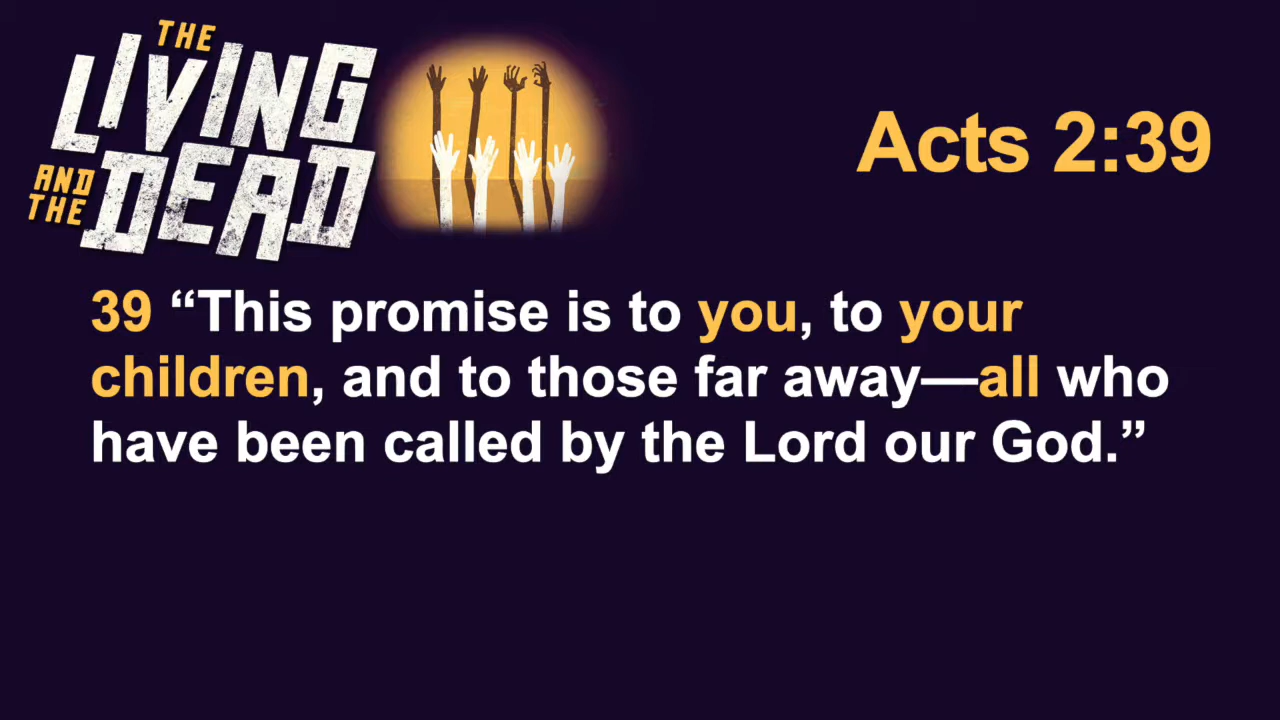 THE
LIVING
AND THE
DEAD
Acts 2:39
39 “This promise is to you, to your
children, and to those far away—all who
have been called by the Lord our God.”